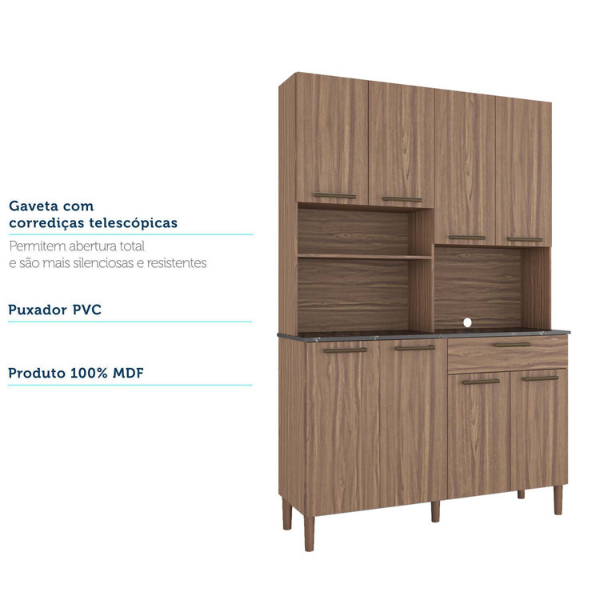 Gaveta com
corrediças telescópicas
Permitem abertura total
e são mais silenciosas e resistentes
Puxador PVC
Produto 100% MDF